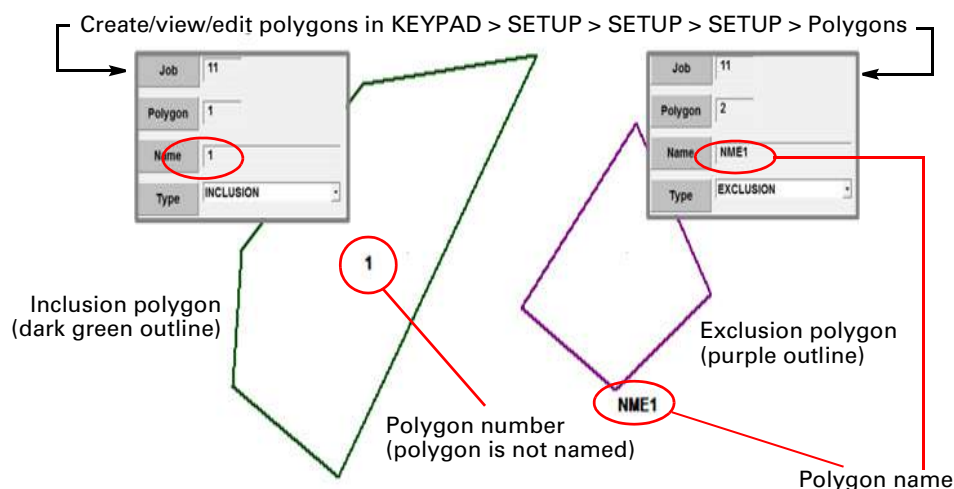 Create/view/edit polygons in KEYPAD > SETUP > SETUP > SETUP > Polygons
Job 11
Polygon 1
Name 1
Type INCLUSION
Job 11
Polygon 2
Name NME1
Type EXCLUSION
1
Inclusion polygon
(dark green outline)
Exclusion polygon
(purple outline)
NME1
Polygon number
(polygon is not named)
Polygon name